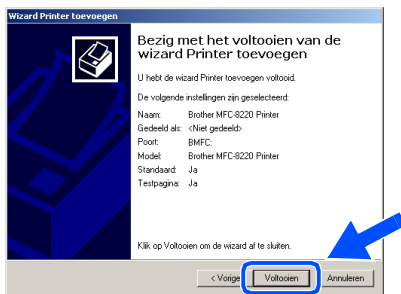 Wizard Printer toevoegen
Bezig met het voltooien van de
wizard Printer toevoegen
U hebt de wizard Printer toevoegen voltooid.
De volgende instellingen zijn geselecteerd:
Naam: Brother MFC-8220 Printer
Gedeeld als: <Niet gedeeld>
Poort: BMFC:
Model: Brother MFC-8220 Printer
Standaard: Ja
Testpagina: Ja
Klik op Voltooien om de wizard af te sluiten.
< Vorige Voltooien Annuleren